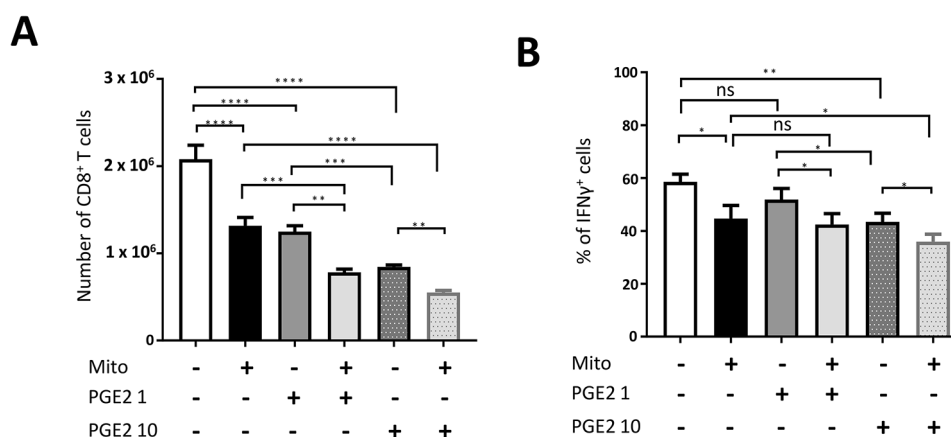 A
B
Number of CD8⁺ T cells
3 x 10⁶
2 x 10⁶
1 x 10⁶
0
****
****
****
****
***
***
**
**
% of IFNγ⁺ cells
100
80
60
40
20
0
**
ns
*
*
ns
*
*
*
Mito - + - + - +
PGE2 1 - - + + - -
PGE2 10 - - - - + +
Mito - + - + - +
PGE2 1 - - + + - -
PGE2 10 - - - - + +